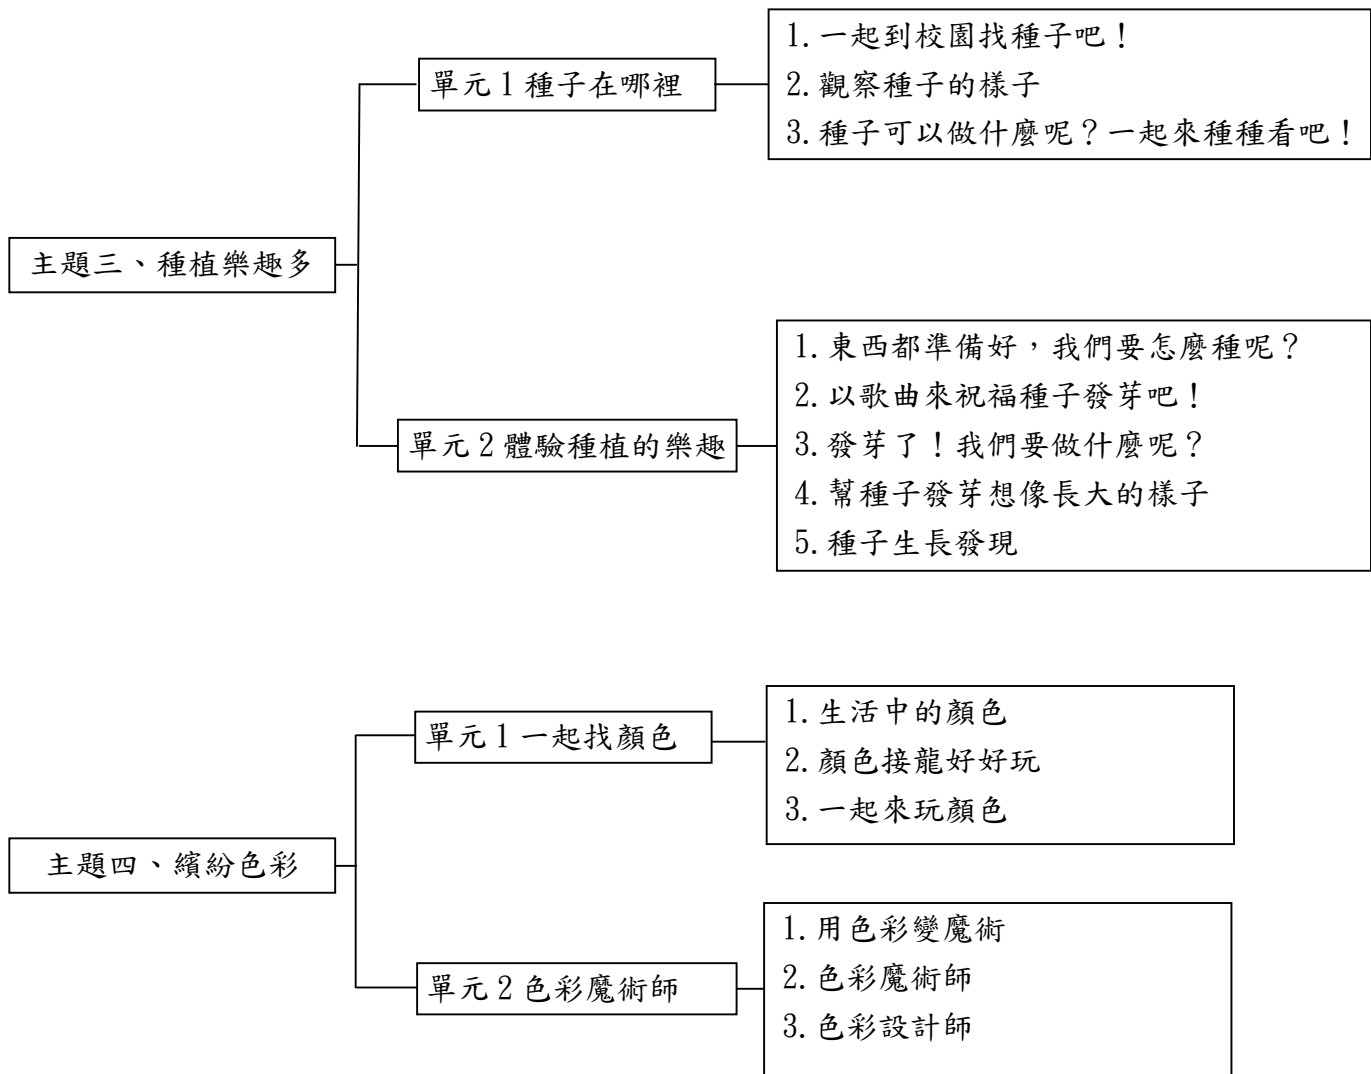 主題三、種植樂趣多
單元1種子在哪裡
1.一起到校園找種子吧！
2.觀察種子的樣子
3.種子可以做什麼呢？一起來種種看吧！
單元2體驗種植的樂趣
1.東西都準備好，我們要怎麼種呢？
2.以歌曲來祝福種子發芽吧！
3.發芽了！我們要做什麼呢？
4.幫種子發芽想像長大的樣子
5.種子生長發現
主題四、繽紛色彩
單元1一起找顏色
1.生活中的顏色
2.顏色接龍好好玩
3.一起來玩顏色
單元2色彩魔術師
1.用色彩變魔術
2.色彩魔術師
3.色彩設計師